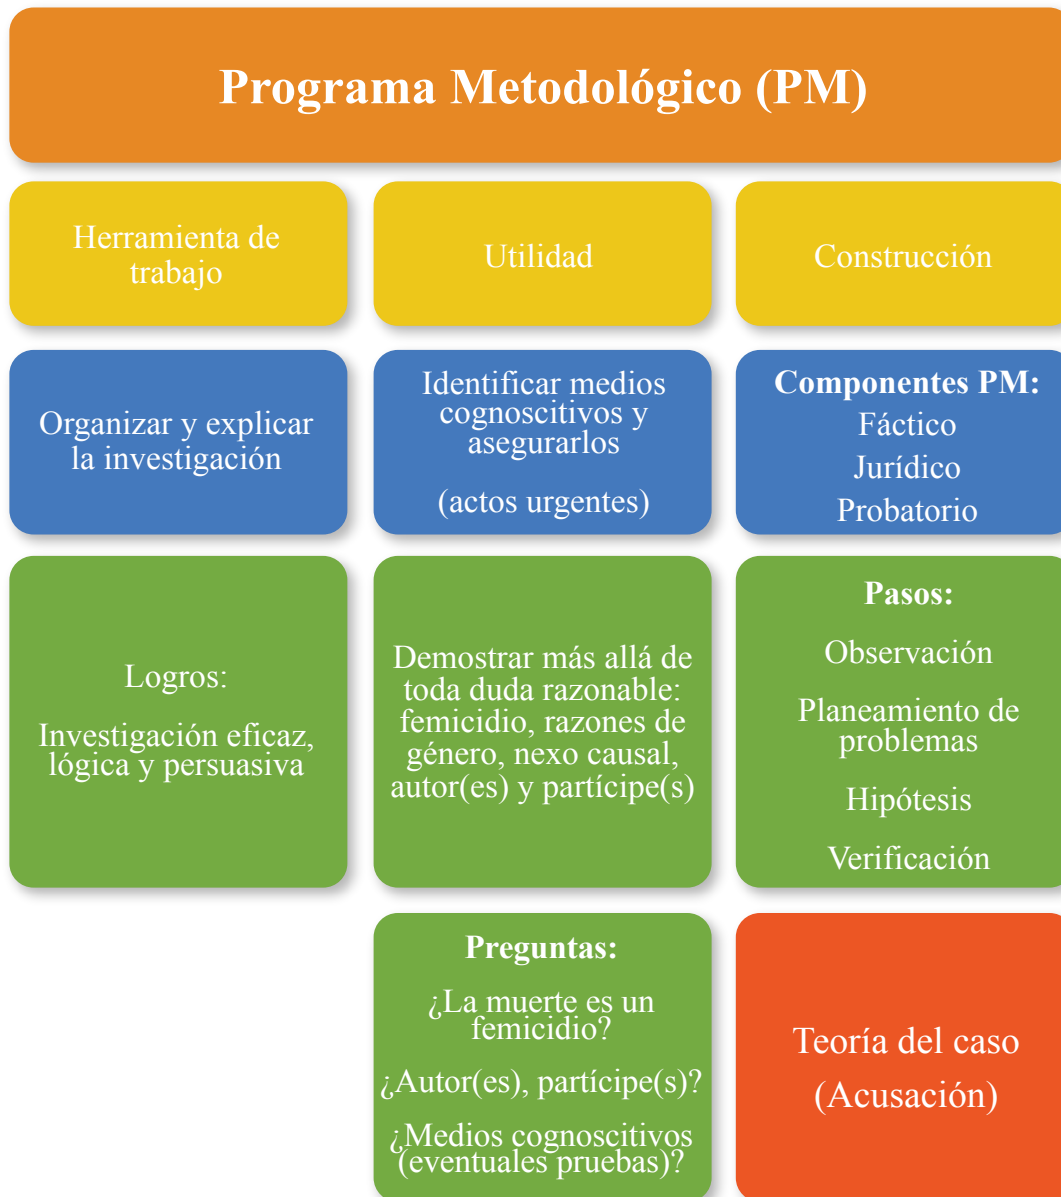 Programa Metodológico (PM)
Herramienta de
trabajo
Utilidad
Construcción
Organizar y explicar
la investigación
Identificar medios
cognoscitivos y
asegurarlos
(actos urgentes)
Componentes PM:
Fáctico
Jurídico
Probatorio
Logros:
Investigación eficaz,
lógica y persuasiva
Demostrar más allá de
toda duda razonable:
femicidio, razones de
género, nexo causal,
autor(es) y partícipe(s)
Pasos:
Observación
Planeamiento de
problemas
Hipótesis
Verificación
Preguntas:
¿La muerte es un
femicidio?
¿Autor(es), partícipe(s)?
¿Medios cognoscitivos
(eventuales pruebas)?
Teoría del caso
(Acusación)